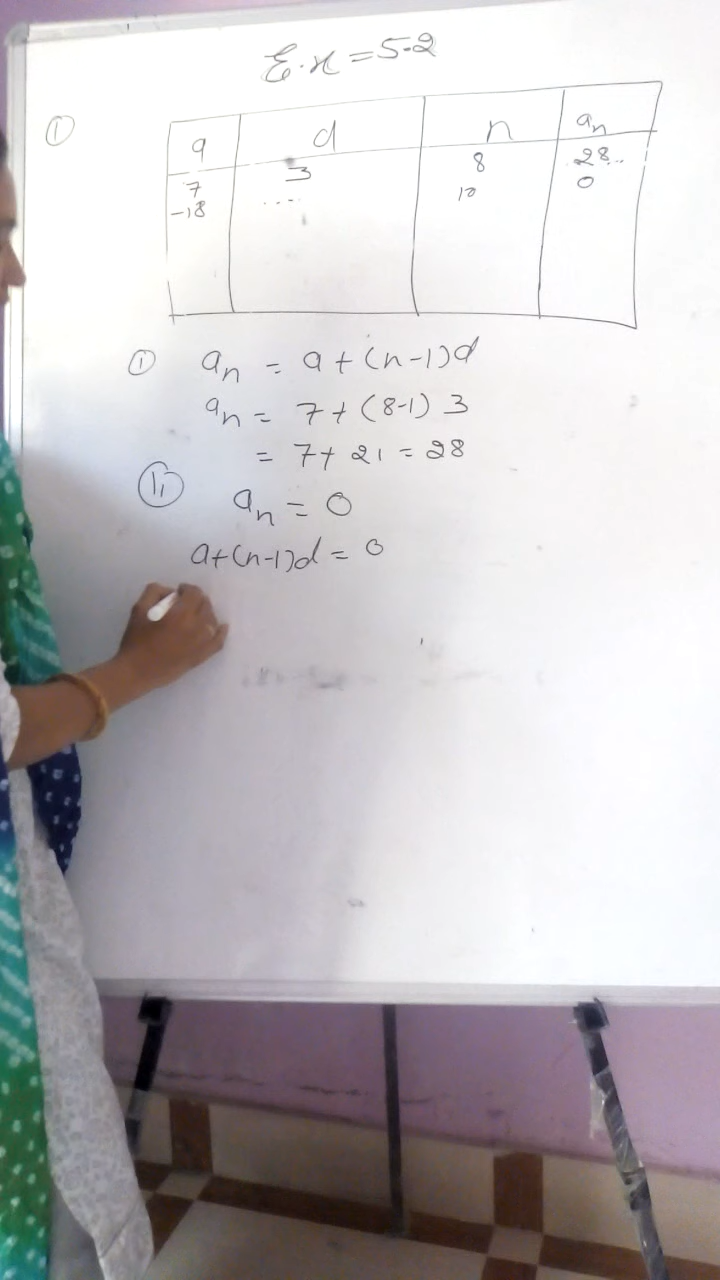 E.x = 5.2
①
a d n an
7 3 8 28..
-18 .... 10 0
① an = a + (n-1)d
an = 7 + (8-1) 3
= 7 + 21 = 28
ⓘⓘ an = 0
a+(n-1)d = 0